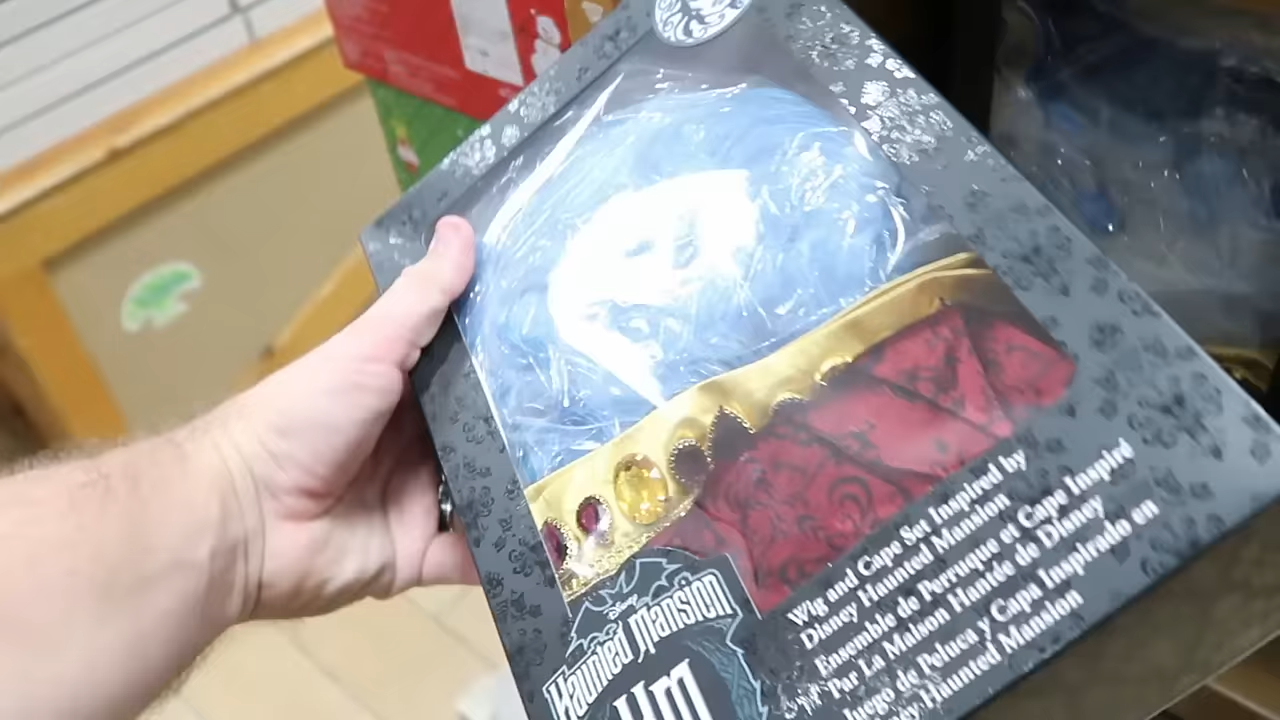 Disney
Haunted Mansion
Wig and Cape Set Inspired by
Disney Haunted Mansion
Ensemble de Perruque et Cape Inspiré
Par La Maison Hantée de Disney
Juego de Peluca y Capa Inspirado en
Haunted Mansion